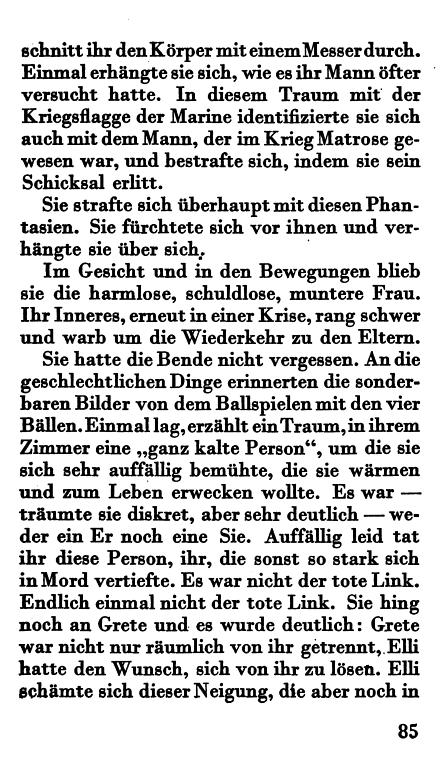 schnitt ihr den Körper mit einem Messer durch.
Einmal erhängte sie sich, wie es ihr Mann öfter
versucht hatte. In diesem Traum mit der
Kriegsflagge der Marine identifizierte sie sich
auch mit dem Mann, der im Krieg Matrose ge-
wesen war, und bestrafte sich, indem sie sein
Schicksal erlitt.
Sie strafte sich überhaupt mit diesen Phan-
tasien. Sie fürchtete sich vor ihnen und ver-
hängte sie über sich.
Im Gesicht und in den Bewegungen blieb
sie die harmlose, schuldlose, muntere Frau.
Ihr Inneres, erneut in einer Krise, rang schwer
und warb um die Wiederkehr zu den Eltern.
Sie hatte die Bende nicht vergessen. An die
geschlechtlichen Dinge erinnerten die sonder-
baren Bilder von dem Ballspielen mit den vier
Bällen. Einmal lag, erzählt ein Traum, in ihrem
Zimmer eine „ganz kalte Person“, um die sie
sich sehr auffällig bemühte, die sie wärmen
und zum Leben erwecken wollte. Es war —
träumte sie diskret, aber sehr deutlich — we-
der ein Er noch eine Sie. Auffällig leid tat
ihr diese Person, ihr, die sonst so stark sich
in Mord vertiefte. Es war nicht der tote Link.
Endlich einmal nicht der tote Link. Sie hing
noch an Grete und es wurde deutlich: Grete
war nicht nur räumlich von ihr getrennt, Elli
hatte den Wunsch, sich von ihr zu lösen. Elli
schämte sich dieser Neigung, die aber noch in
85